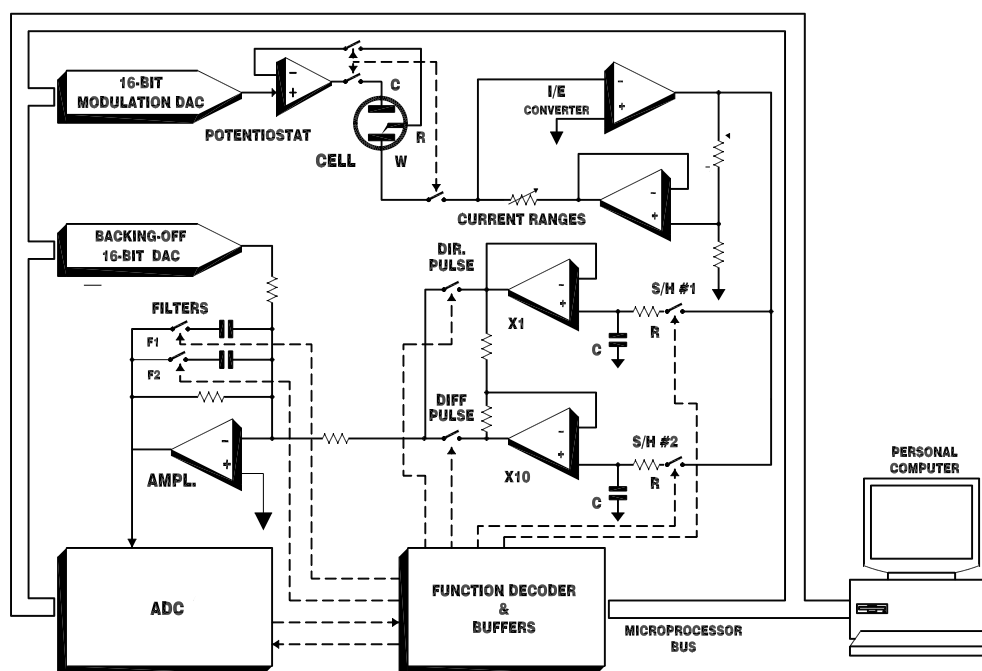 16-BIT
MODULATION DAC
POTENTIOSTAT
-
+
C
R
W
CELL
I/E
CONVERTER
-
+
CURRENT RANGES
-
+
BACKING-OFF
16-BIT DAC
FILTERS
F1
F2
DIR.
PULSE
-
+
X1
S/H #1
R
C
DIFF
PULSE
-
+
X10
S/H #2
R
C
-
+
AMPL.
ADC
FUNCTION DECODER
&
BUFFERS
MICROPROCESSOR
BUS
PERSONAL
COMPUTER